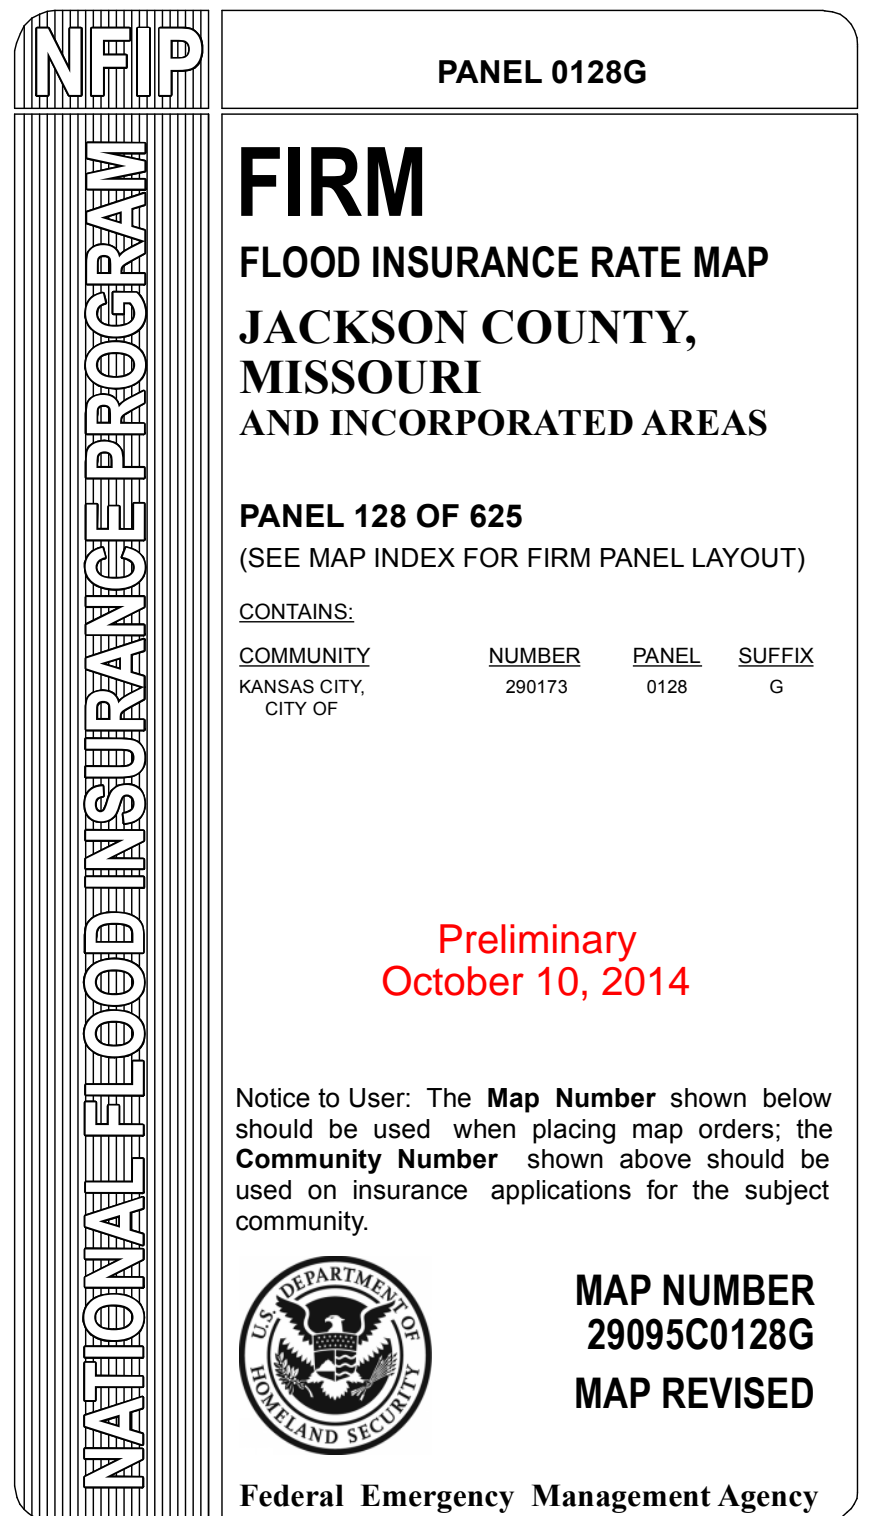 NFIP
PANEL 0128G
NATIONAL FLOOD INSURANCE PROGRAM
FIRM
FLOOD INSURANCE RATE MAP
JACKSON COUNTY,
MISSOURI
AND INCORPORATED AREAS
PANEL 128 OF 625
(SEE MAP INDEX FOR FIRM PANEL LAYOUT)
CONTAINS:
COMMUNITY NUMBER PANEL SUFFIX
KANSAS CITY, 290173 0128 G
CITY OF
Preliminary
October 10, 2014
Notice to User: The Map Number shown below
should be used when placing map orders; the
Community Number shown above should be
used on insurance applications for the subject
community.
U.S. DEPARTMENT OF
HOMELAND SECURITY
MAP NUMBER
29095C0128G
MAP REVISED
Federal Emergency Management Agency